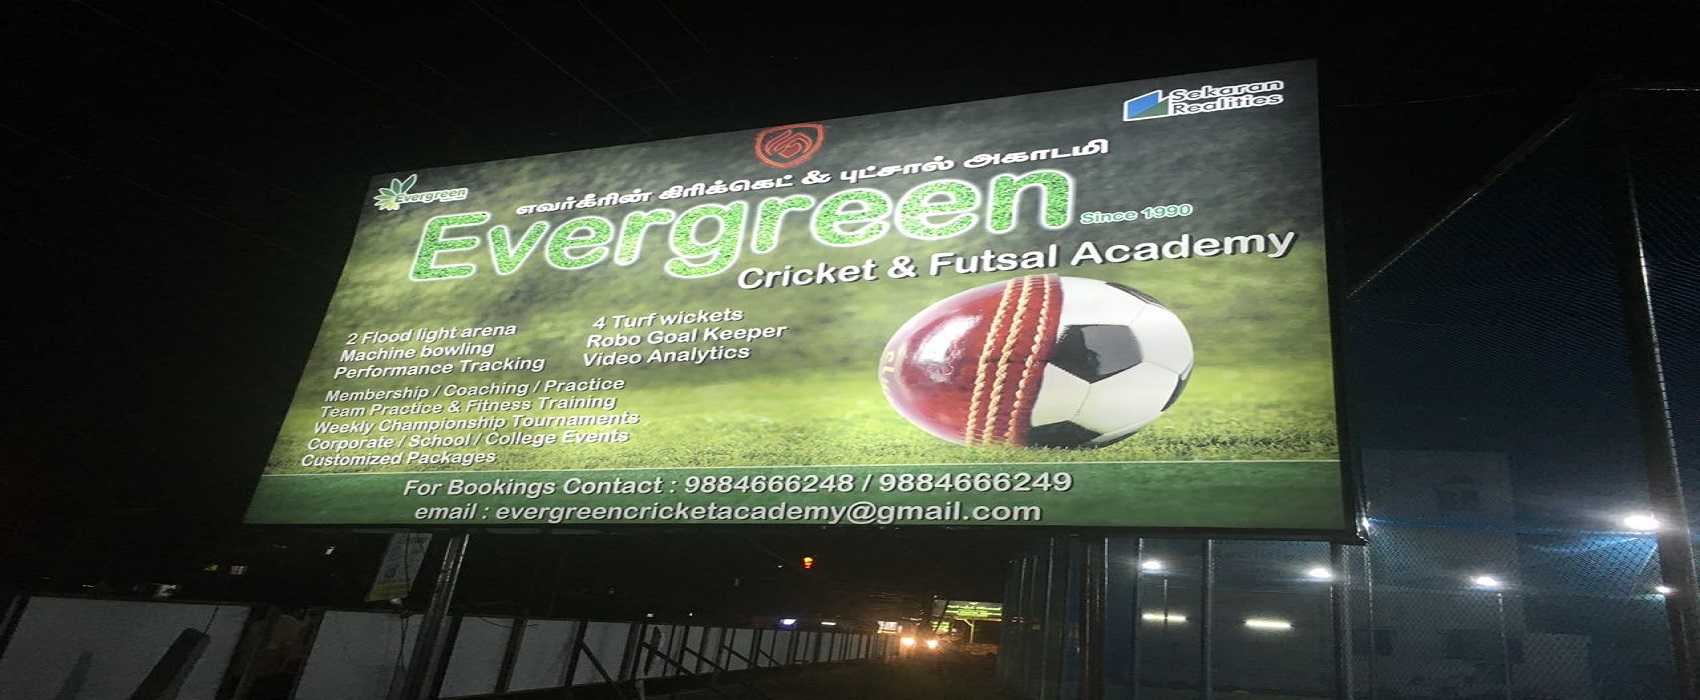 Sekaran
Realities
Evergreen
எவர்கிரின் கிரிக்கெட் & புட்சால் அகாடமி
Evergreen
Since 1990
Cricket & Futsal Academy
2 Flood light arena
Machine bowling
Performance Tracking
4 Turf wickets
Robo Goal Keeper
Video Analytics
Membership / Coaching / Practice
Team Practice & Fitness Training
Weekly Championship Tournaments
Corporate / School / College Events
Customized Packages
For Bookings Contact : 9884666248 / 9884666249
email : evergreencricketacademy@gmail.com